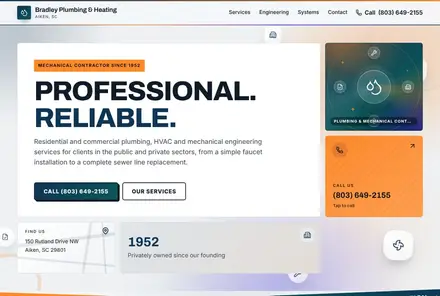 Bradley Plumbing & Heating
AIKEN, SC
Services Engineering Systems Contact Call (803) 649-2155
MECHANICAL CONTRACTOR SINCE 1952
PROFESSIONAL.
RELIABLE.
Residential and commercial plumbing, HVAC and mechanical engineering
services for clients in the public and private sectors, from a simple faucet
installation to a complete sewer line replacement.
CALL (803) 649-2155 OUR SERVICES
PLUMBING & MECHANICAL CONT...
CALL US
(803) 649-2155
Tap to call
FIND US
150 Rutland Drive NW
Aiken, SC 29801
1952
Privately owned since our founding